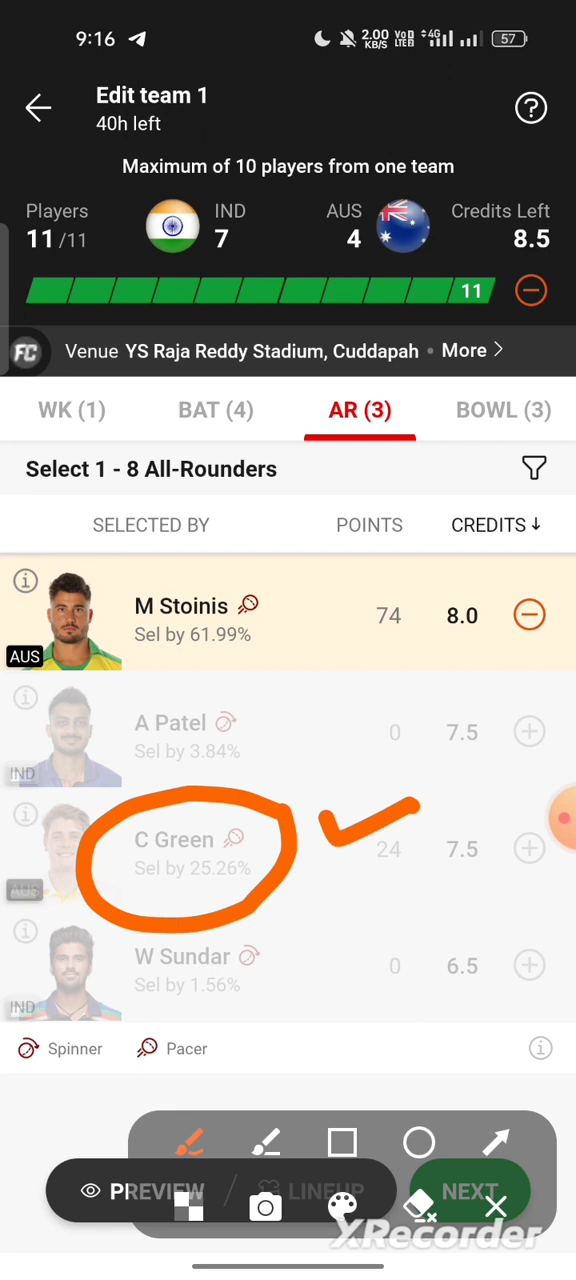 9:16
2.00 KB/S
VoD LTEB
4G
57
Edit team 1
40h left
Maximum of 10 players from one team
Players
IND
AUS
Credits Left
11 /11
7
4
8.5
11
FC
Venue YS Raja Reddy Stadium, Cuddapah • More
WK (1)
BAT (4)
AR (3)
BOWL (3)
Select 1 - 8 All-Rounders
SELECTED BY
POINTS
CREDITS ↓
M Stoinis
74
8.0
Sel by 61.99%
AUS
A Patel
0
7.5
Sel by 3.84%
IND
C Green
24
7.5
Sel by 25.26%
AUS
W Sundar
0
6.5
Sel by 1.56%
IND
Spinner
Pacer
PREVIEW
LINEUP
NEXT
XRecorder